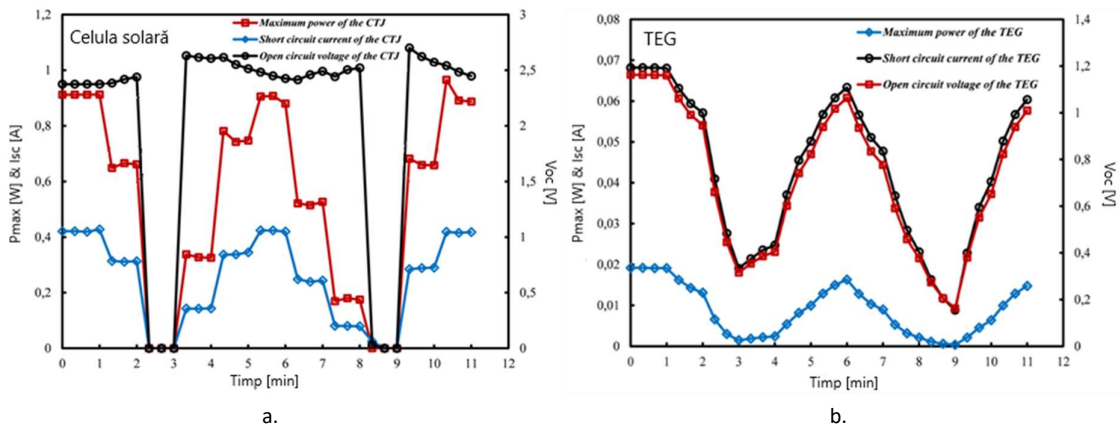 Celula solară
Maximum power of the CTJ
Short circuit current of the CTJ
Open circuit voltage of the CTJ
Pmax [W] & Isc [A]
1,2
1
0,8
0,6
0,4
0,2
0
3
2,5
2
1,5
1
0,5
0
Voc [V]
0 1 2 3 4 5 6 7 8 9 10 11 12
Timp [min]
a.
TEG
Maximum power of the TEG
Short circuit current of the TEG
Open circuit voltage of the TEG
Pmax [W] & Isc [A]
0,08
0,07
0,06
0,05
0,04
0,03
0,02
0,01
0
1,4
1,2
1
0,8
0,6
0,4
0,2
0
Voc [V]
0 1 2 3 4 5 6 7 8 9 10 11 12
Timp [min]
b.